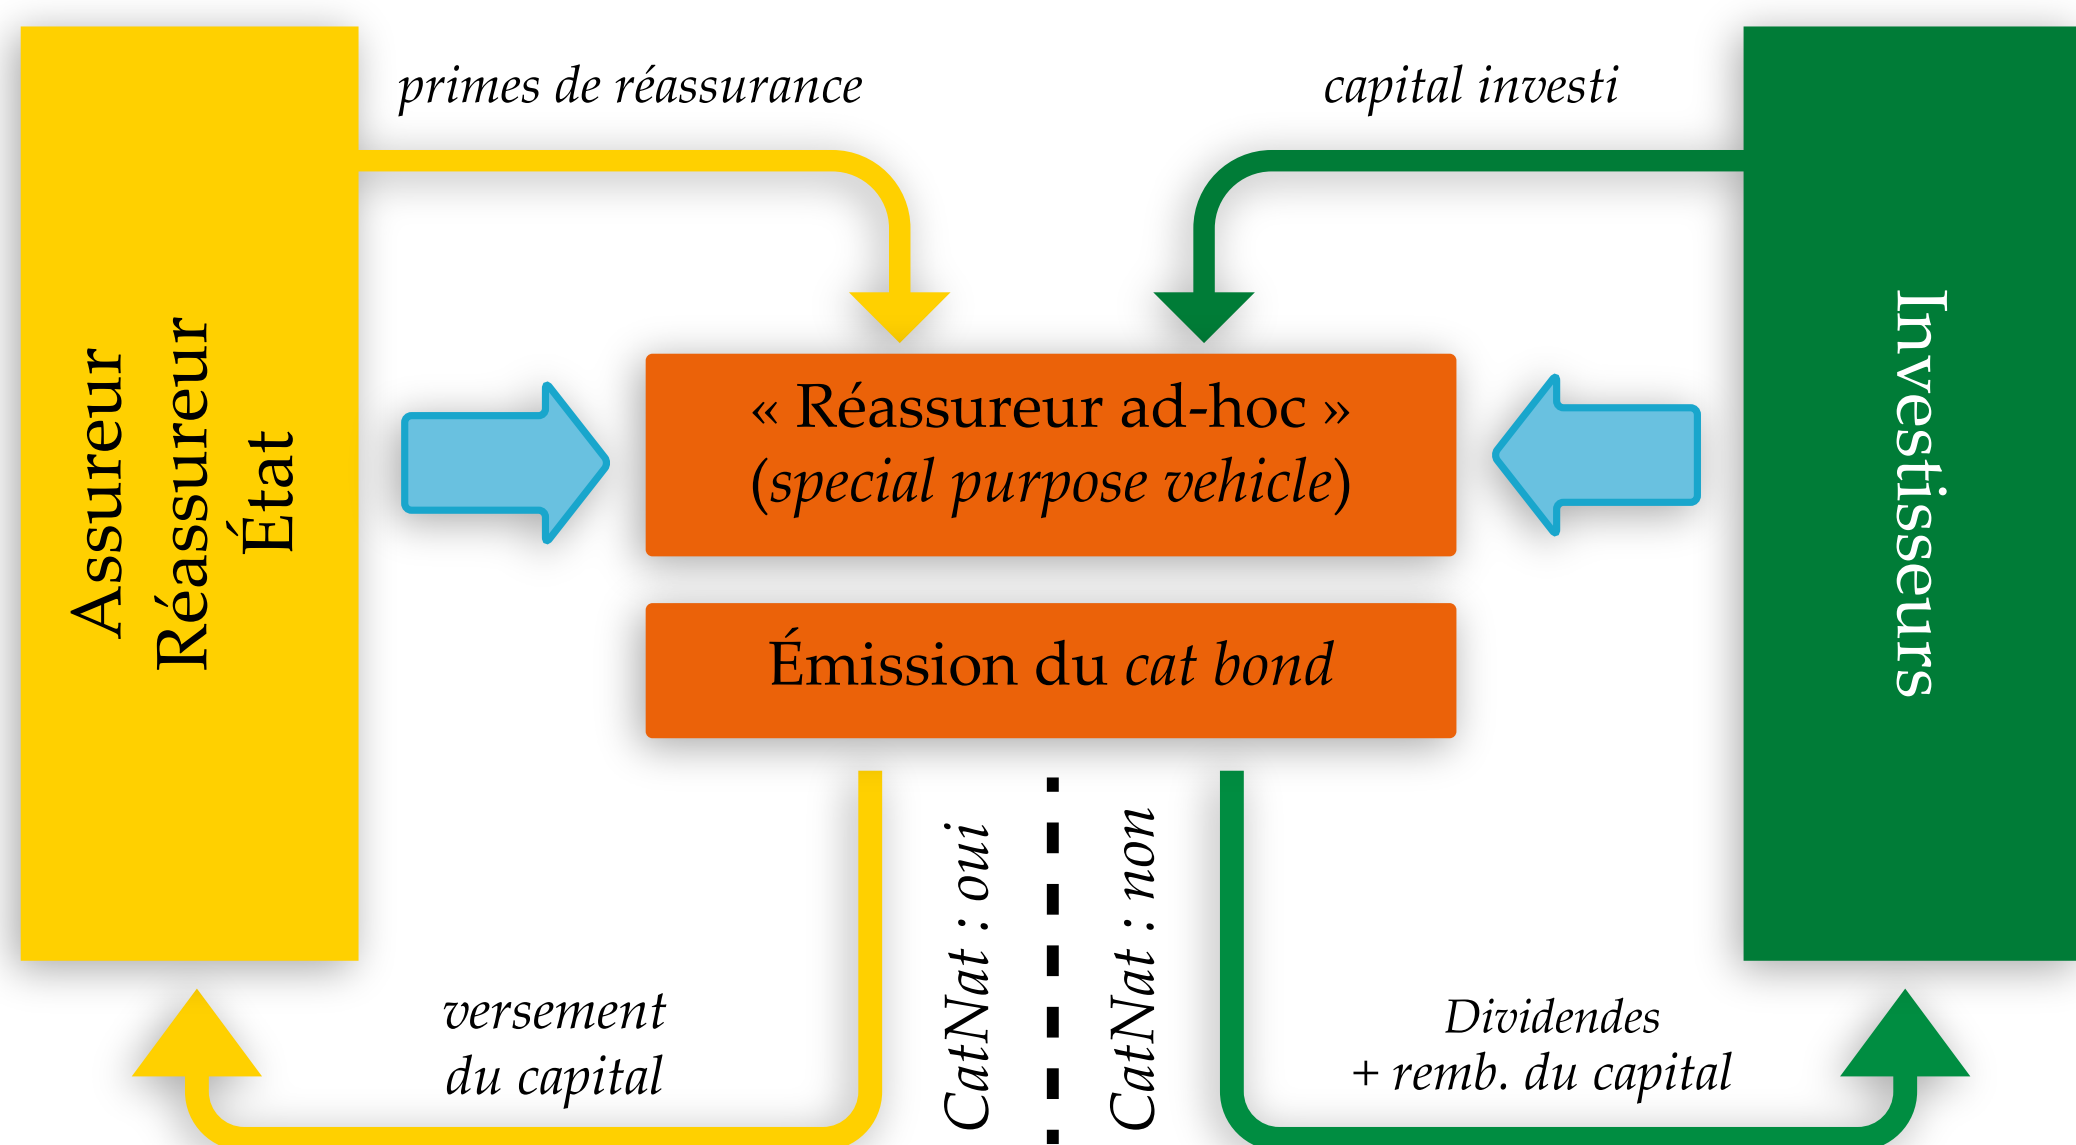 primes de réassurance
capital investi
Assureur
Réassureur
État
« Réassureur ad-hoc »
(special purpose vehicle)
Investisseurs
Émission du cat bond
CatNat : oui
CatNat : non
versement
du capital
Dividendes
+ remb. du capital